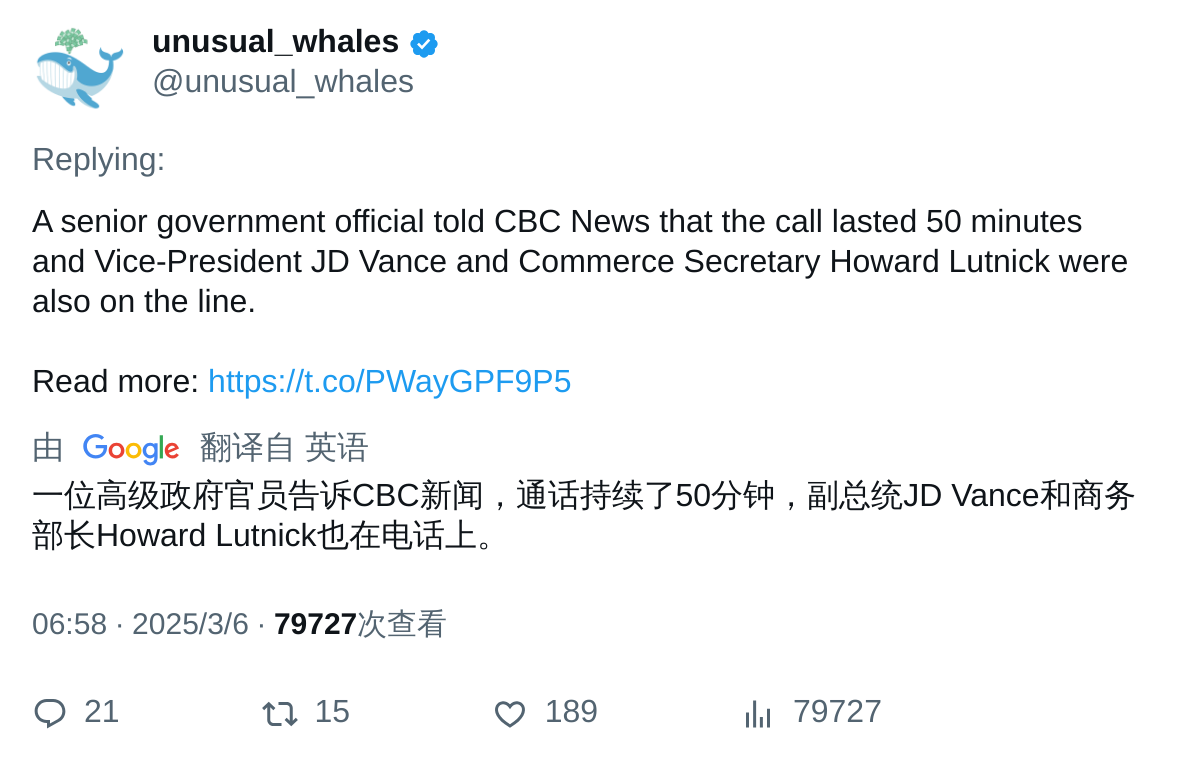 unusual_whales
@unusual_whales
Replying:
A senior government official told CBC News that the call lasted 50 minutes
and Vice-President JD Vance and Commerce Secretary Howard Lutnick were
also on the line.
Read more: https://t.co/PWayGPF9P5
由 Google 翻译自 英语
一位高级政府官员告诉CBC新闻，通话持续了50分钟，副总统JD Vance和商务
部长Howard Lutnick也在电话上。
06:58 · 2025/3/6 · 79727次查看
21 15 189 79727